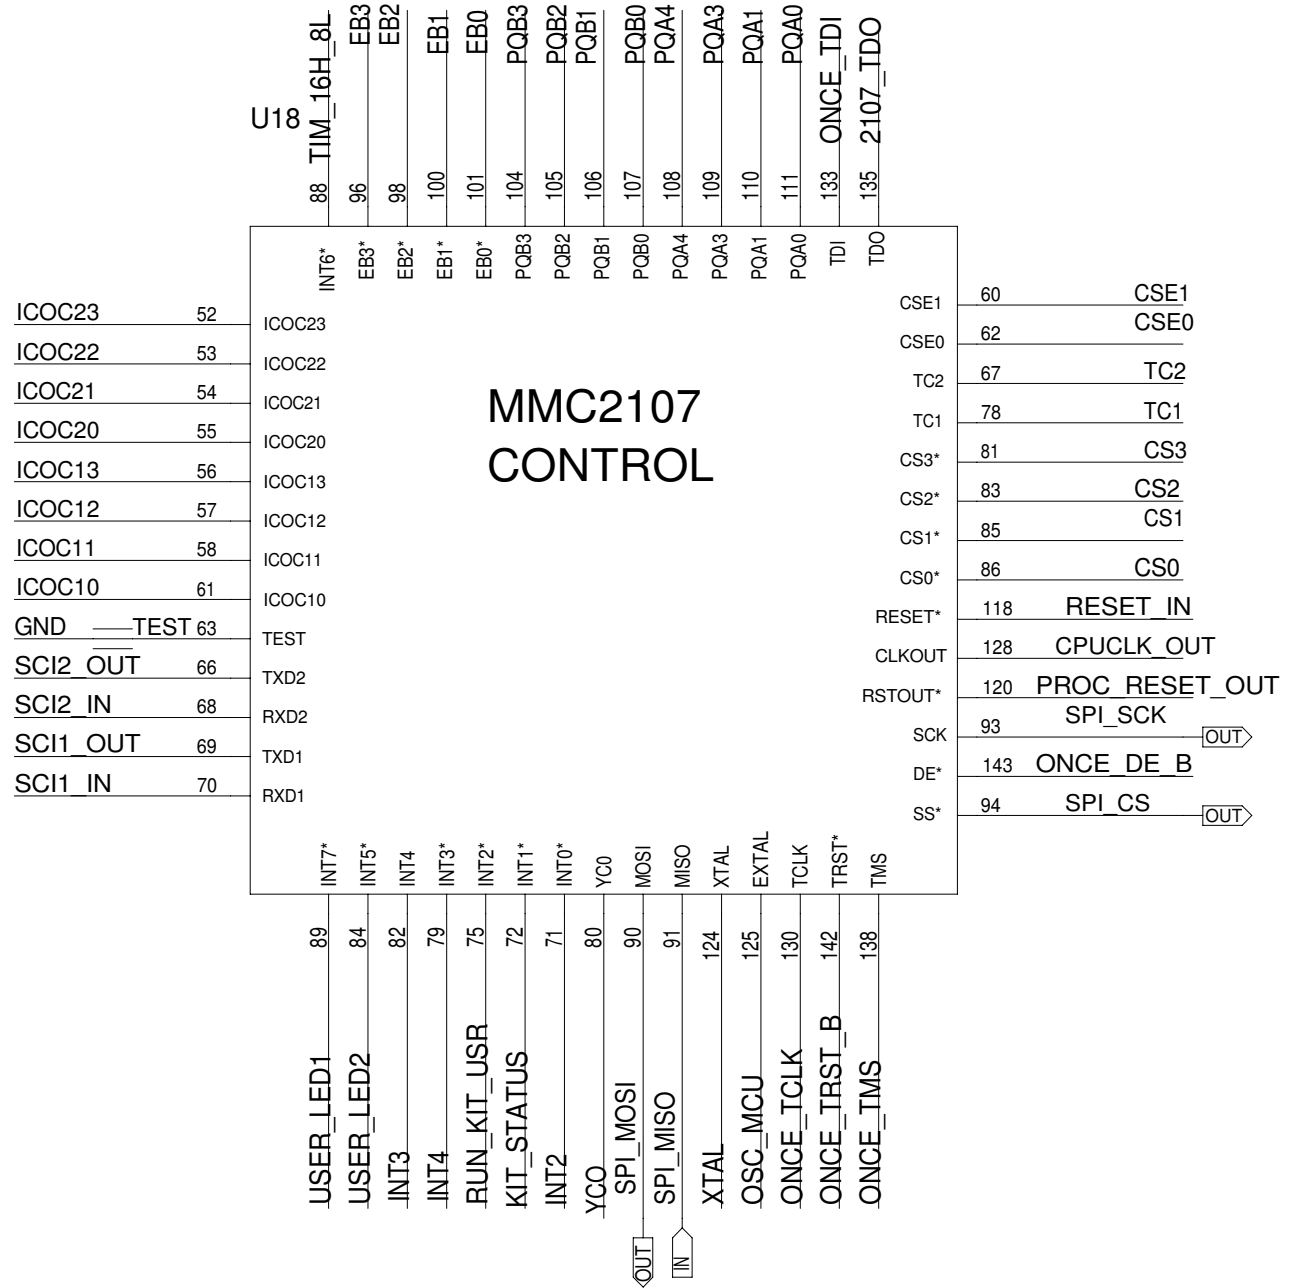 U18
TIM_16H_8L
EB3
EB2
EB1
EB0
PQB3
PQB2
PQB1
PQB0
PQA4
PQA3
PQA1
PQA0
ONCE_TDI
2107_TDO
88
96
98
100
101
104
105
106
107
108
109
110
111
133
135
INT6*
EB3*
EB2*
EB1*
EB0*
PQB3
PQB2
PQB1
PQB0
PQA4
PQA3
PQA1
PQA0
TDI
TDO
MMC2107
CONTROL
ICOC23 52 ICOC23
ICOC22 53 ICOC22
ICOC21 54 ICOC21
ICOC20 55 ICOC20
ICOC13 56 ICOC13
ICOC12 57 ICOC12
ICOC11 58 ICOC11
ICOC10 61 ICOC10
GND TEST 63 TEST
SCI2_OUT 66 TXD2
SCI2_IN 68 RXD2
SCI1_OUT 69 TXD1
SCI1_IN 70 RXD1
CSE1 60 CSE1
CSE0 62 CSE0
TC2 67 TC2
TC1 78 TC1
CS3* 81 CS3
CS2* 83 CS2
CS1* 85 CS1
CS0* 86 CS0
RESET* 118 RESET_IN
CLKOUT 128 CPUCLK_OUT
RSTOUT* 120 PROC_RESET_OUT
SCK 93 SPI_SCK OUT
DE* 143 ONCE_DE_B
SS* 94 SPI_CS OUT
INT7*
INT5*
INT4
INT3*
INT2*
INT1*
INT0*
YC0
MOSI
MISO
XTAL
EXTAL
TCLK
TRST*
TMS
89
84
82
79
75
72
71
80
90
91
124
125
130
142
138
USER_LED1
USER_LED2
INT3
INT4
RUN_KIT_USR
KIT_STATUS
INT2
YCO
SPI_MOSI
SPI_MISO
XTAL
OSC_MCU
ONCE_TCLK
ONCE_TRST_B
ONCE_TMS
OUT
IN